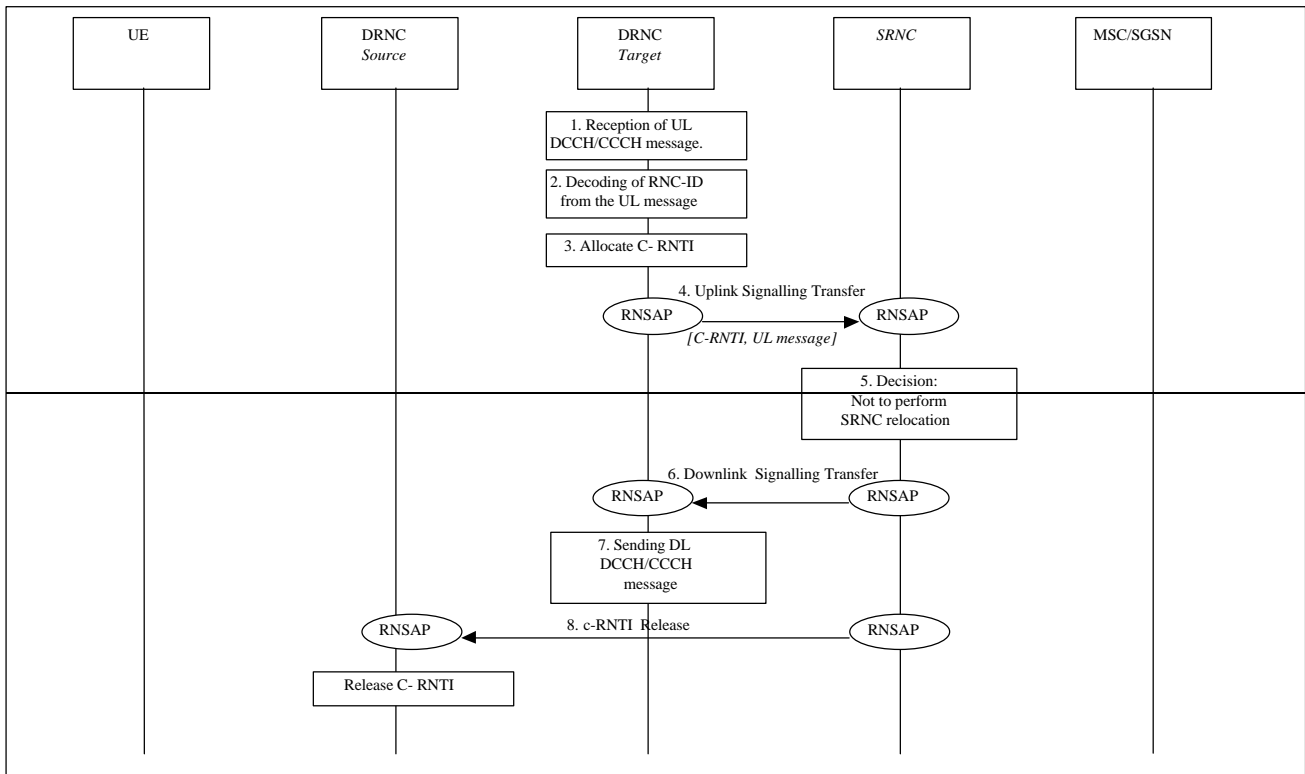 UE
DRNC
Source
DRNC
Target
SRNC
MSC/SGSN
1. Reception of UL
DCCH/CCCH message.
2. Decoding of RNC-ID
from the UL message
3. Allocate C- RNTI
4. Uplink Signalling Transfer
RNSAP
RNSAP
[C-RNTI, UL message]
5. Decision:
Not to perform
SRNC relocation
6. Downlink Signalling Transfer
RNSAP
RNSAP
7. Sending DL
DCCH/CCCH
message
8. c-RNTI Release
RNSAP
RNSAP
Release C- RNTI